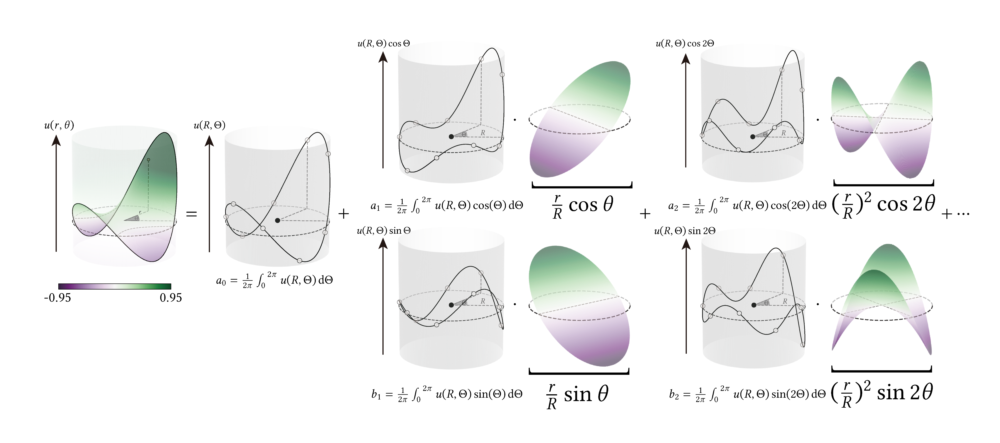 u(r, θ)
r
Θ
-0.95
0.95
=
u(R, Θ)
a₀ = 1/2π ∫₀^2π u(R, Θ) dΘ
+
u(R, Θ) cos Θ
Θ
R
·
a₁ = 1/2π ∫₀^2π u(R, Θ) cos(Θ) dΘ
r/R cos θ
u(R, Θ) sin Θ
Θ
R
·
b₁ = 1/2π ∫₀^2π u(R, Θ) sin(Θ) dΘ
r/R sin θ
+
u(R, Θ) cos 2Θ
Θ
R
·
a₂ = 1/2π ∫₀^2π u(R, Θ) cos(2Θ) dΘ
(r/R)² cos 2θ
u(R, Θ) sin 2Θ
Θ
R
·
b₂ = 1/2π ∫₀^2π u(R, Θ) sin(2Θ) dΘ
(r/R)² sin 2θ
+ ···